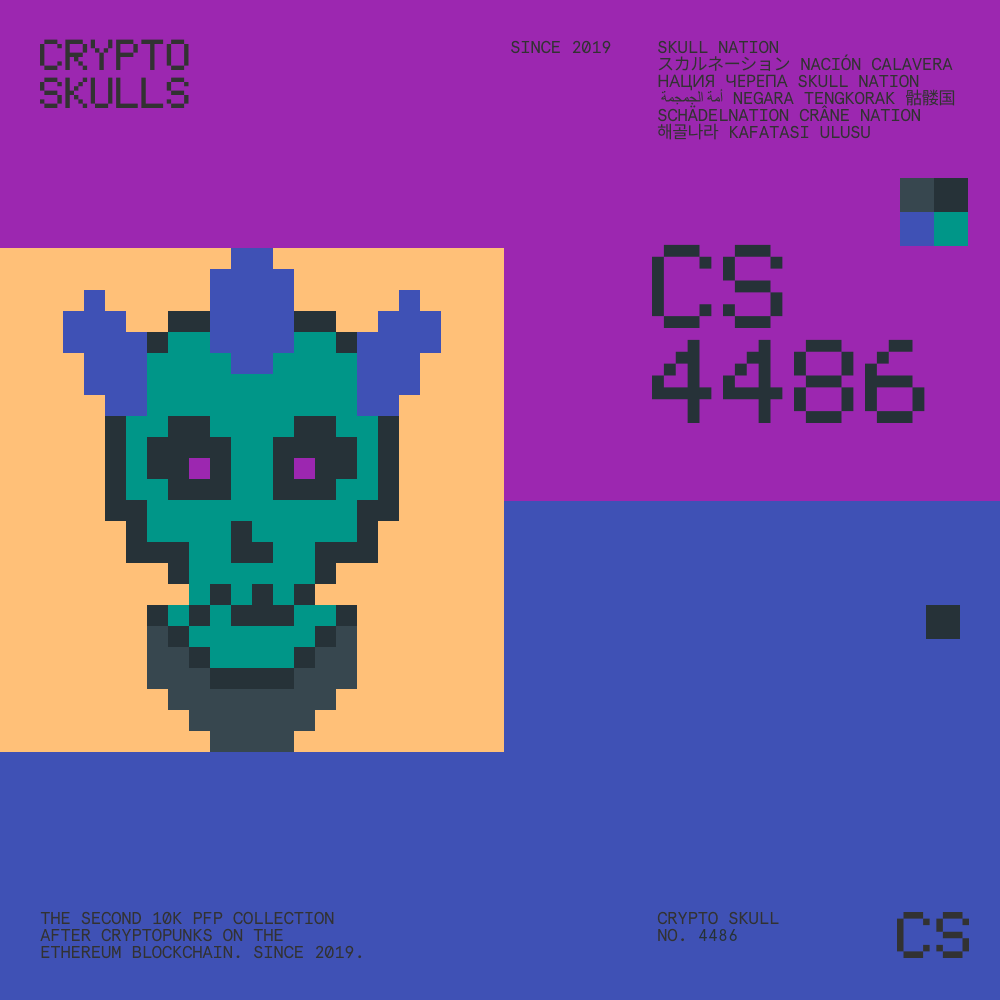 CRYPTO
SKULLS
SINCE 2019
SKULL NATION
スカルネーション NACIÓN CALAVERA
НАЦИЯ ЧЕРЕПА SKULL NATION
أمة الجمجمة NEGARA TENGKORAK 骷髅国
SCHÄDELNATION CRÂNE NATION
해골나라 KAFATASI ULUSU
CS
4486
THE SECOND 10K PFP COLLECTION
AFTER CRYPTOPUNKS ON THE
ETHEREUM BLOCKCHAIN. SINCE 2019.
CRYPTO SKULL
NO. 4486
CS